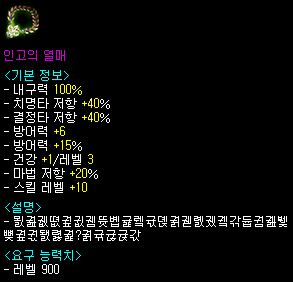 인고의 열매
<기본 정보>
- 내구력 100%
- 치명타 저항 +40%
- 결정타 저항 +40%
- 방어력 +6
- 방어력 +15%
- 건강 +1/레벨 3
- 마법 저항 +20%
- 스킬 레벨 +10
<설명>
<요구 능력치>
- 레벨 900